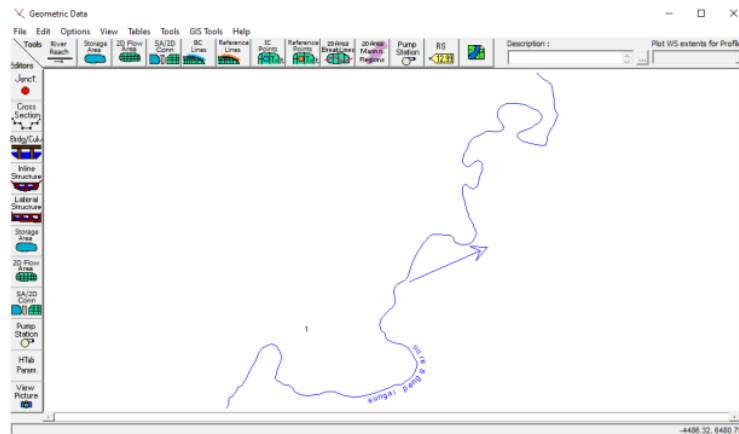 Geometric Data
File Edit Options View Tables Tools GIS Tools Help
Tools
Editors
River
Reach
Storage
Area
2D Flow
Area
SA/2D
Conn
BC
Lines
Reference
Lines
IC
Points
Reference
Points
2D Area
BreakLines
2D Area
Mann n
Regions
Pump
Station
RS
Description :
...
Plot WS extents for Profile
Junct.
Cross
Section
Brdg/Culv
Inline
Structure
Lateral
Structure
Storage
Area
2D Flow
Area
SA/2D
Conn
Pump
Station
HTab
Param.
View
Picture
1
sungai peng
-4486.32, 6480.7